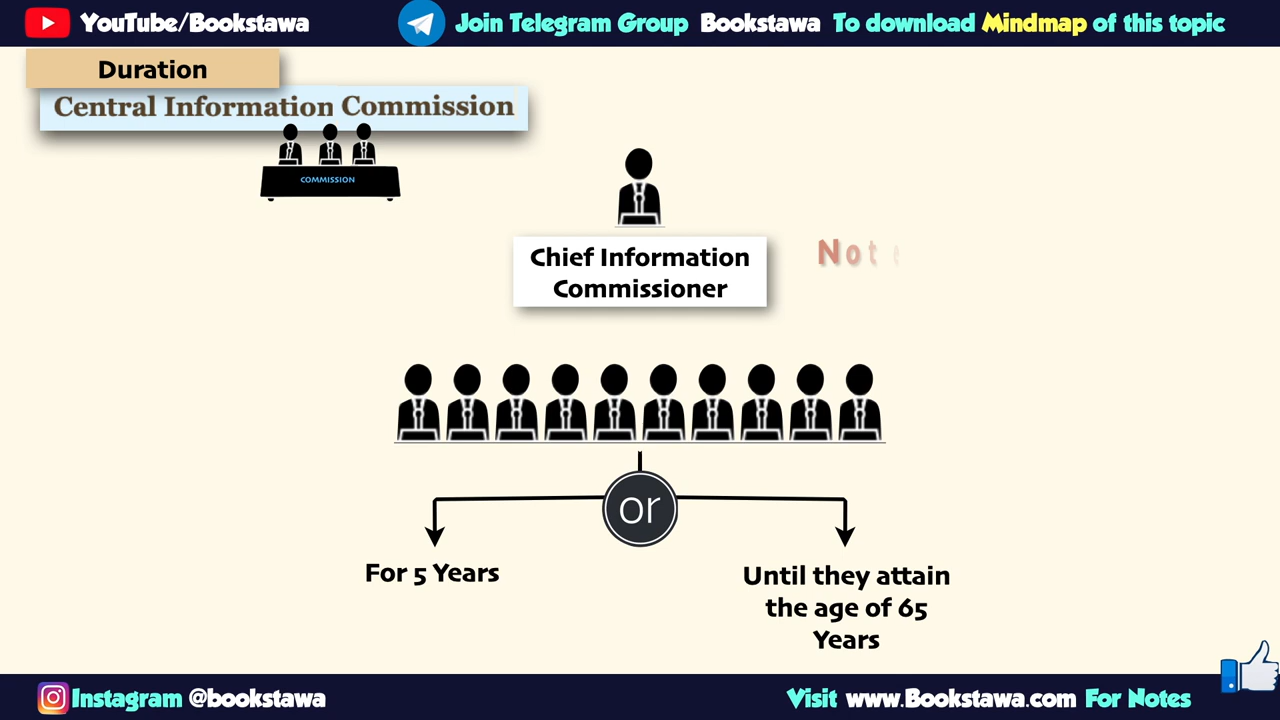 YouTube/Bookstawa
Join Telegram Group Bookstawa To download Mindmap of this topic
Duration
Central Information Commission
COMMISSION
Chief Information
Commissioner
Not
or
For 5 Years
Until they attain
the age of 65
Years
Instagram @bookstawa
Visit www.Bookstawa.com For Notes